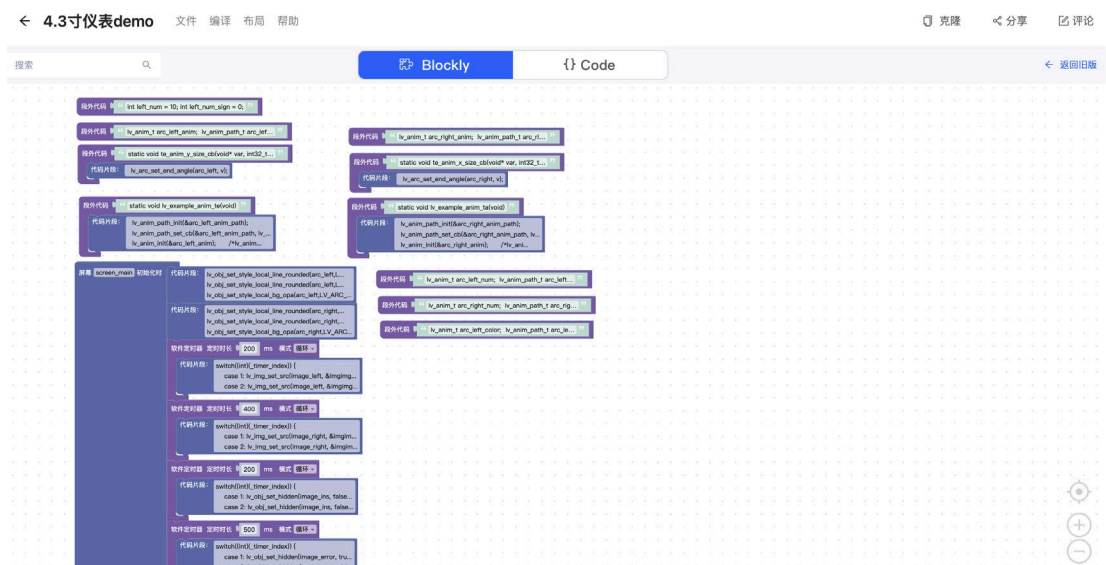 ← 4.3寸仪表demo 文件 编译 布局 帮助 克隆 分享 评论
搜索 Blockly {} Code ← 返回旧版
段外代码 “ int left_num = 10; int left_num_sign = 0; ”
段外代码 “ lv_anim_t arc_left_anim; lv_anim_path_t arc_lef... ”
段外代码 “ lv_anim_t arc_right_anim; lv_anim_path_t arc_ri... ”
段外代码 “ static void te_anim_y_size_cb(void* var, int32_t... ”
代码片段: lv_arc_set_end_angle(arc_left, v);
段外代码 “ static void te_anim_x_size_cb(void* var, int32_t... ”
代码片段: lv_arc_set_end_angle(arc_right, v);
段外代码 “ static void lv_example_anim_te(void) ”
代码片段: lv_anim_path_init(&arc_left_anim_path);
lv_anim_path_set_cb(&arc_left_anim_path, lv_...
lv_anim_init(&arc_left_anim); /*lv_anim...
段外代码 “ static void lv_example_anim_ta(void) ”
代码片段: lv_anim_path_init(&arc_right_anim_path);
lv_anim_path_set_cb(&arc_right_anim_path, lv...
lv_anim_init(&arc_right_anim); /*lv_ani...
屏幕 screen_main 初始化时 代码片段: lv_obj_set_style_local_line_rounded(arc_left,L...
lv_obj_set_style_local_line_rounded(arc_left,L...
lv_obj_set_style_local_bg_opa(arc_left,LV_ARC_...
代码片段: lv_obj_set_style_local_line_rounded(arc_right,...
lv_obj_set_style_local_line_rounded(arc_right,...
lv_obj_set_style_local_bg_opa(arc_right,LV_ARC...
段外代码 “ lv_anim_t arc_left_num; lv_anim_path_t arc_left... ”
段外代码 “ lv_anim_t arc_right_num; lv_anim_path_t arc_rig... ”
段外代码 “ lv_anim_t arc_left_color; lv_anim_path_t arc_le... ”
软件定时器 定时时长 200 ms 模式 循环
代码片段: switch((int)(_timer_index)) {
case 1: lv_img_set_src(image_left, &imgimg...
case 2: lv_img_set_src(image_left, &imgimg...
软件定时器 定时时长 400 ms 模式 循环
代码片段: switch((int)(_timer_index)) {
case 1: lv_img_set_src(image_right, &imgim...
case 2: lv_img_set_src(image_right, &imgim...
软件定时器 定时时长 200 ms 模式 循环
代码片段: switch((int)(_timer_index)) {
case 1: lv_obj_set_hidden(image_ins, false...
case 2: lv_obj_set_hidden(image_ins, false...
软件定时器 定时时长 500 ms 模式 循环
代码片段: switch((int)(_timer_index)) {
case 1: lv_obj_set_hidden(image_error, tru...